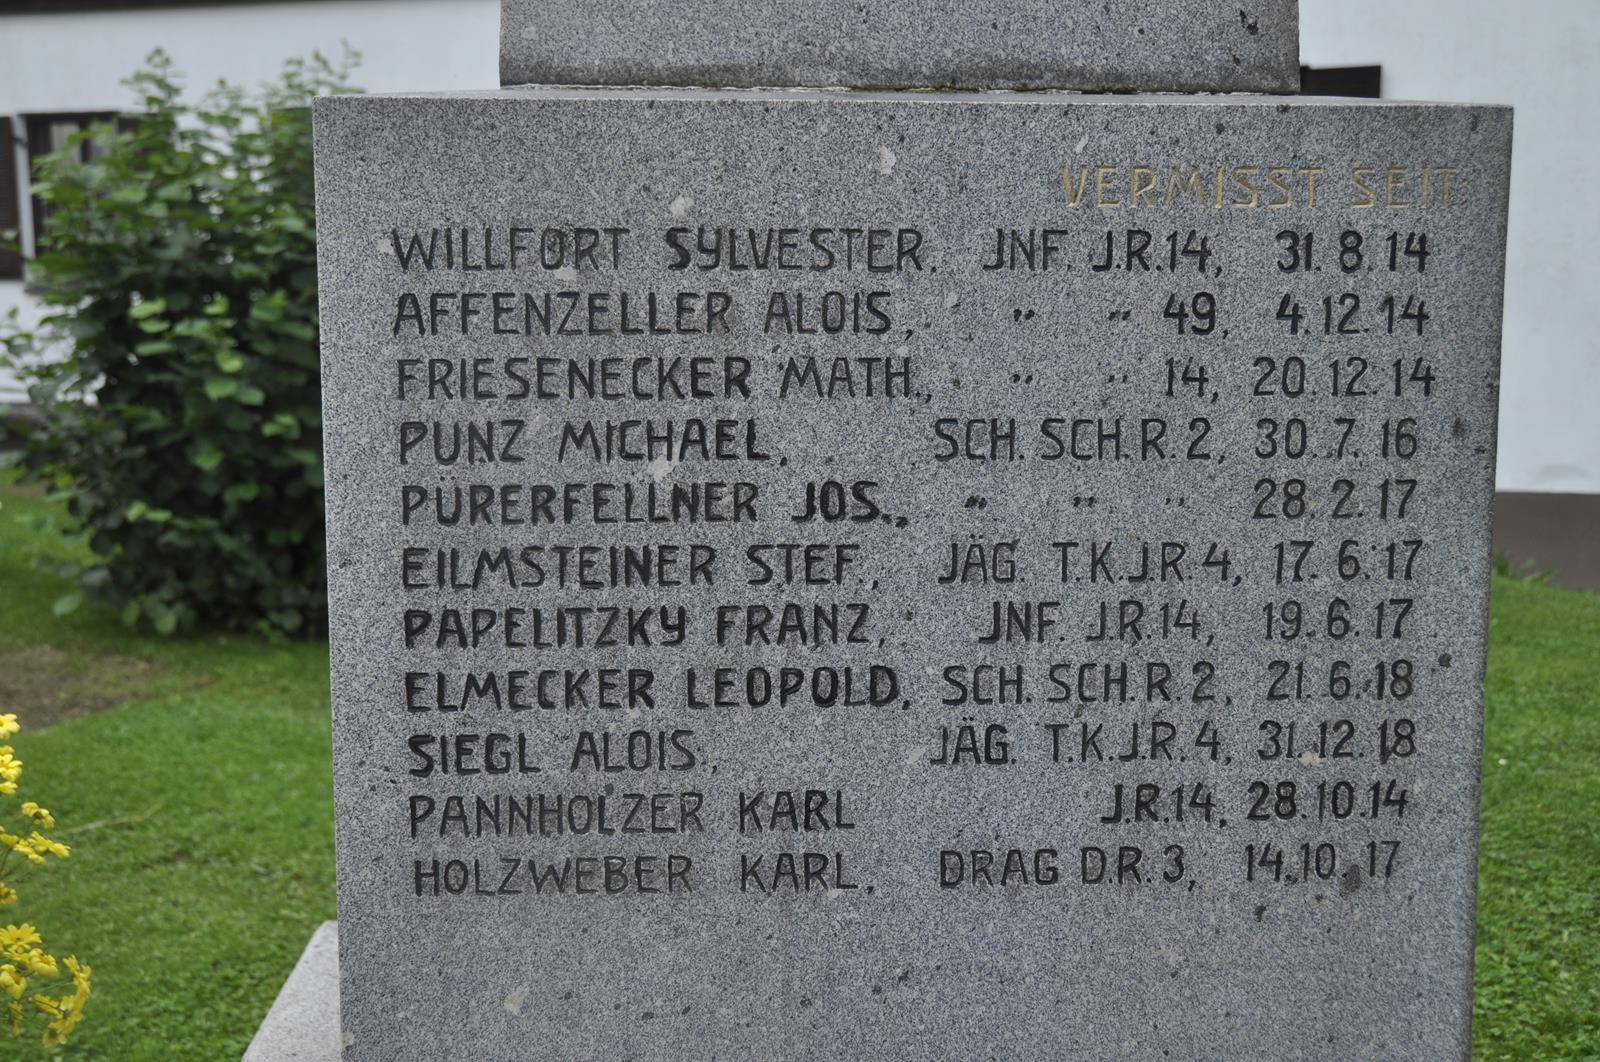 VERMISST SEIT:
WILLFORT SYLVESTER, JNF. J.R.14, 31. 8. 14
AFFENZELLER ALOIS, " " 49, 4. 12. 14
FRIESENECKER MATH., " " 14, 20. 12. 14
PUNZ MICHAEL, SCH. SCH. R. 2, 30. 7. 16
PÜRERFELLNER JOS., " " " 28. 2. 17
EILMSTEINER STEF., JÄG. T.K.J.R. 4, 17. 6. 17
PAPELITZKY FRANZ, JNF. J.R.14, 19. 6. 17
ELMECKER LEOPOLD, SCH. SCH. R. 2, 21. 6. 18
SIEGL ALOIS, JÄG. T.K.J.R. 4, 31. 12. 18
PANNHOLZER KARL J.R.14, 28. 10. 14
HOLZWEBER KARL, DRAG D.R. 3, 14. 10. 17